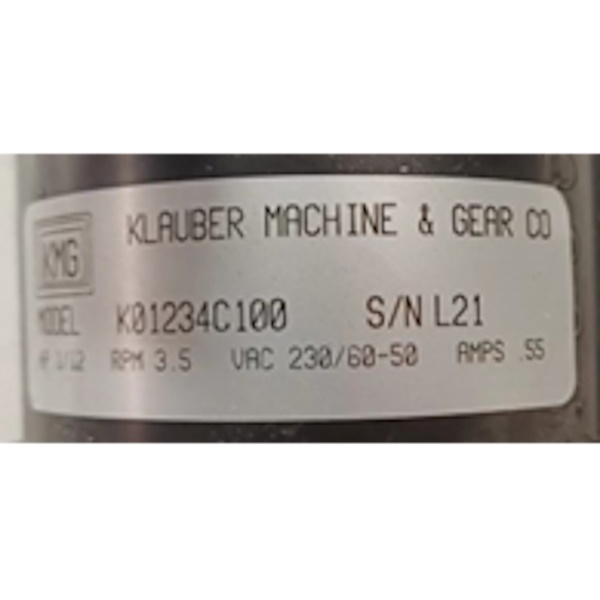 KLAUBER MACHINE & GEAR CO
KMG
MODEL K01234C100 S/N L21
HP 1/12 RPM 3.5 VAC 230/60-50 AMPS .55